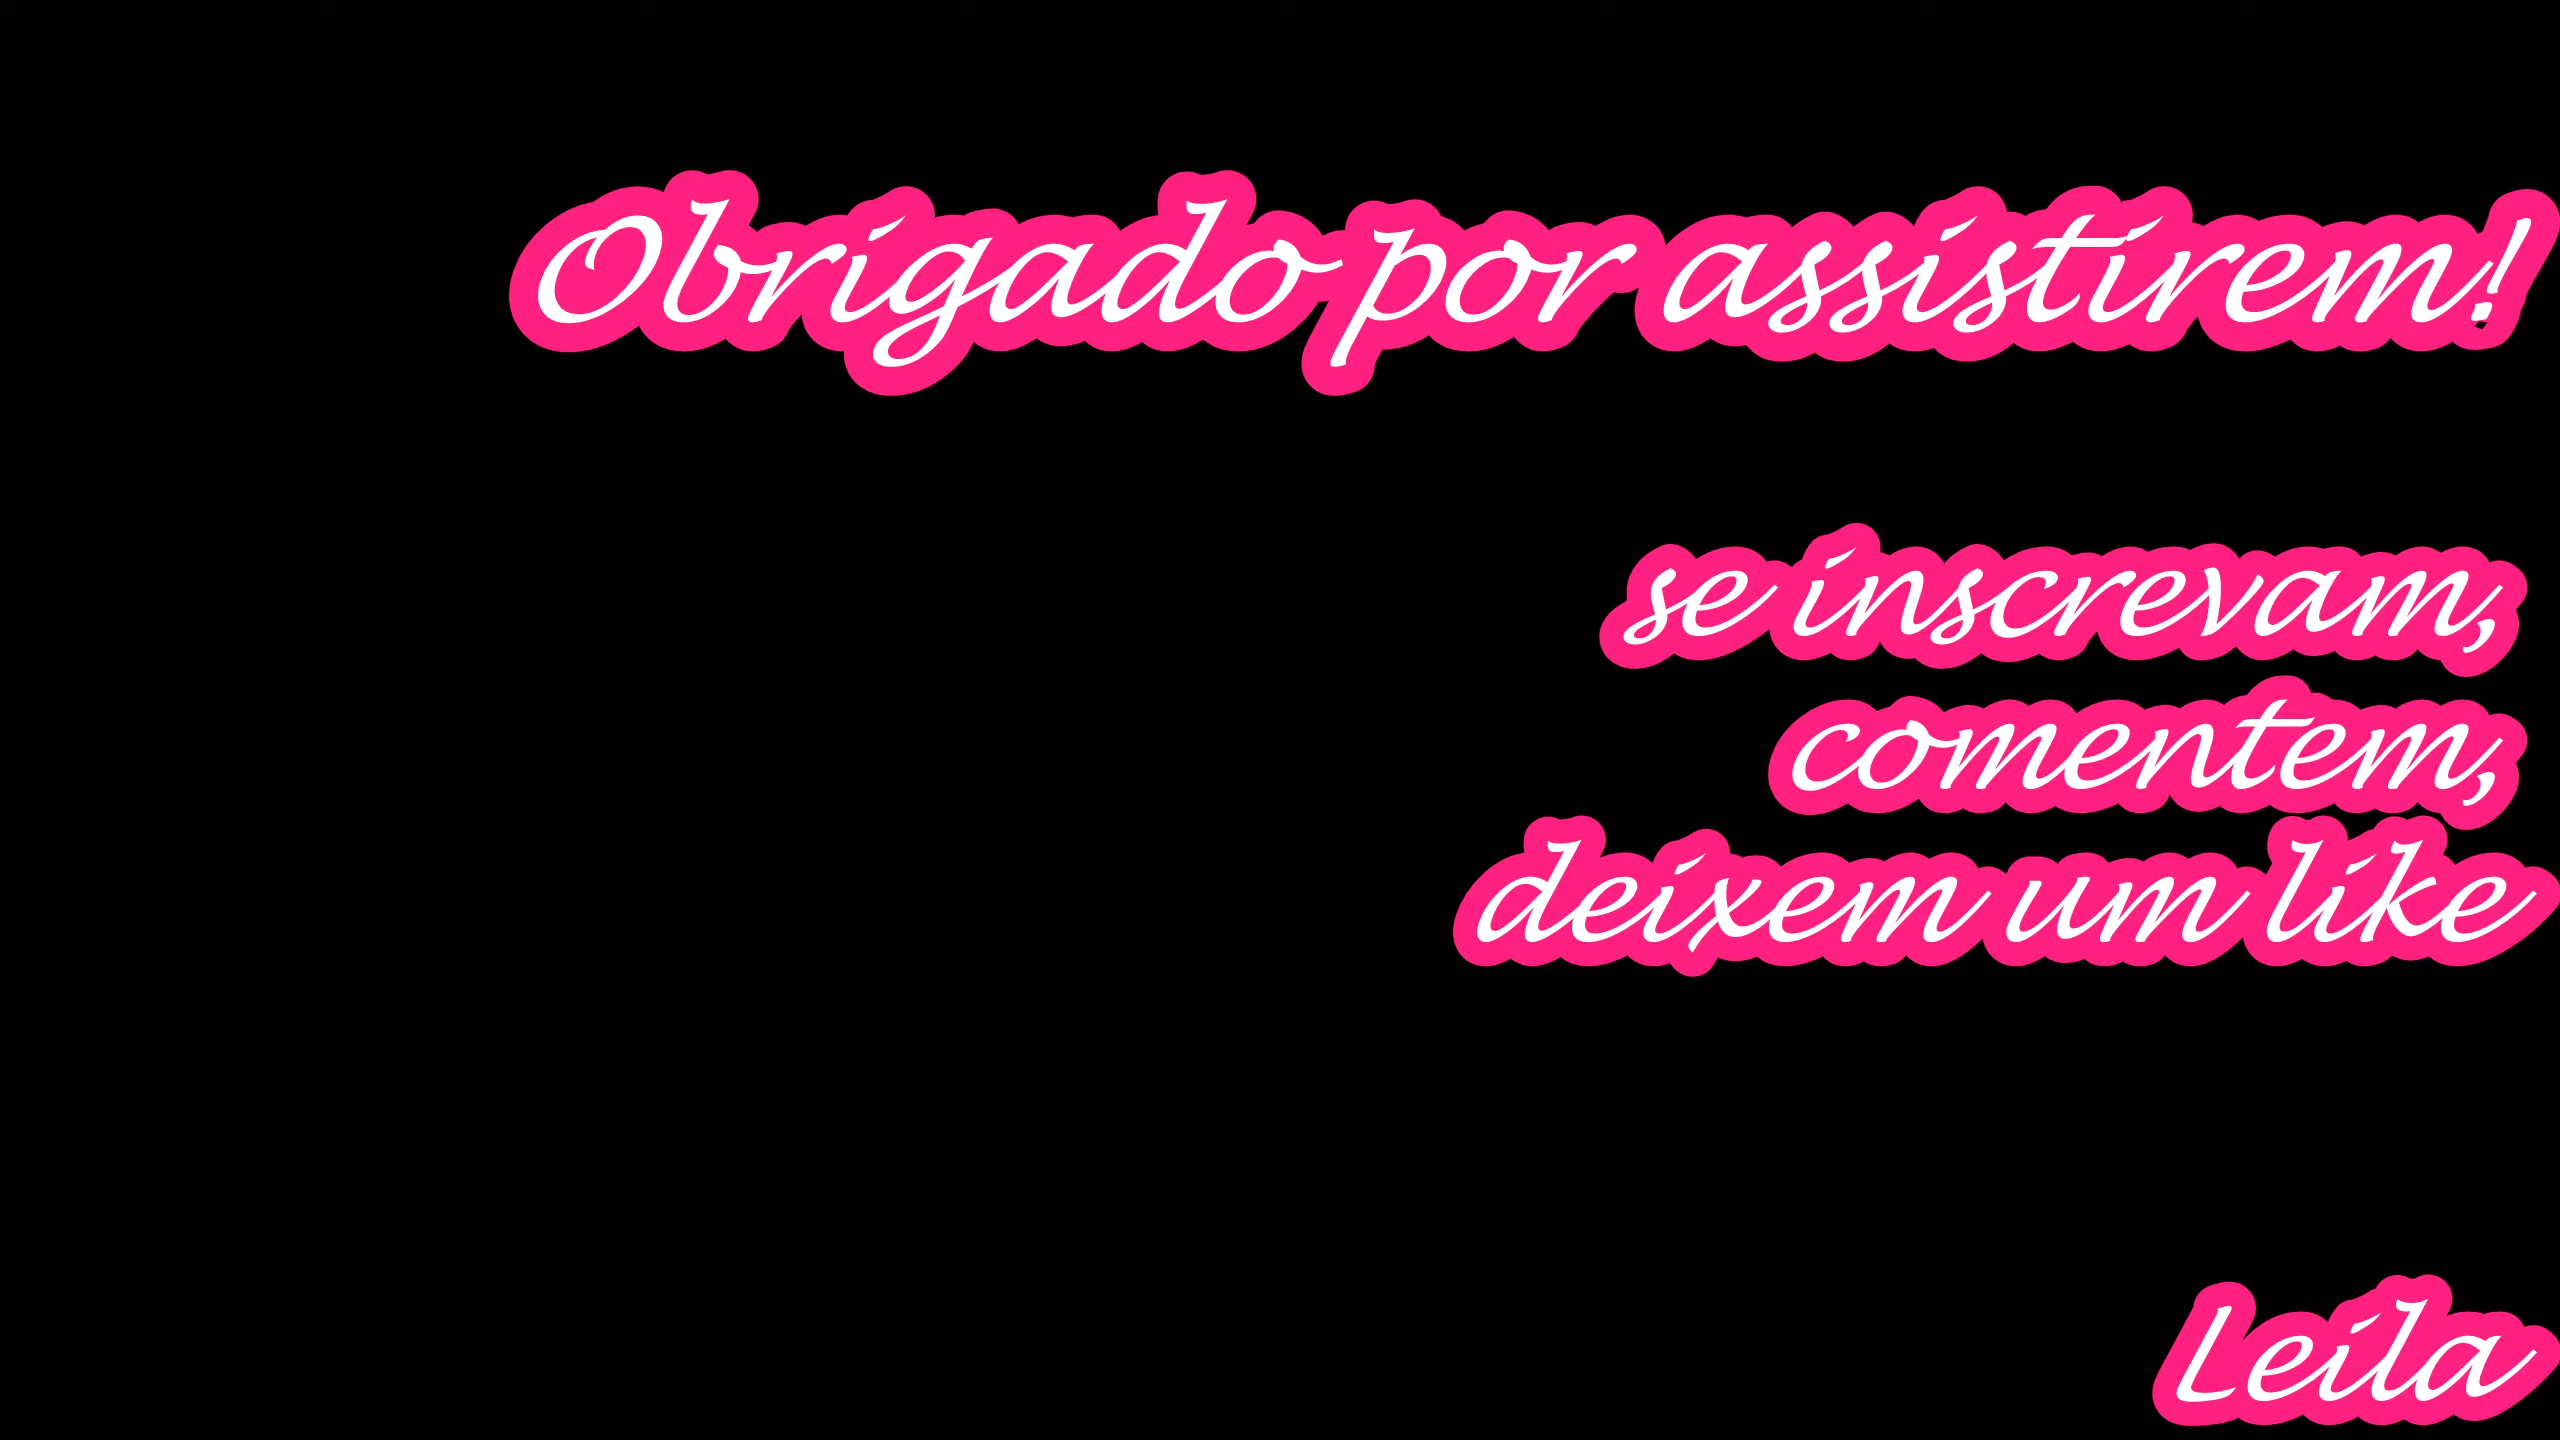 Obrigado por assistirem!
se inscrevam,
comentem,
deixem um like
Leila